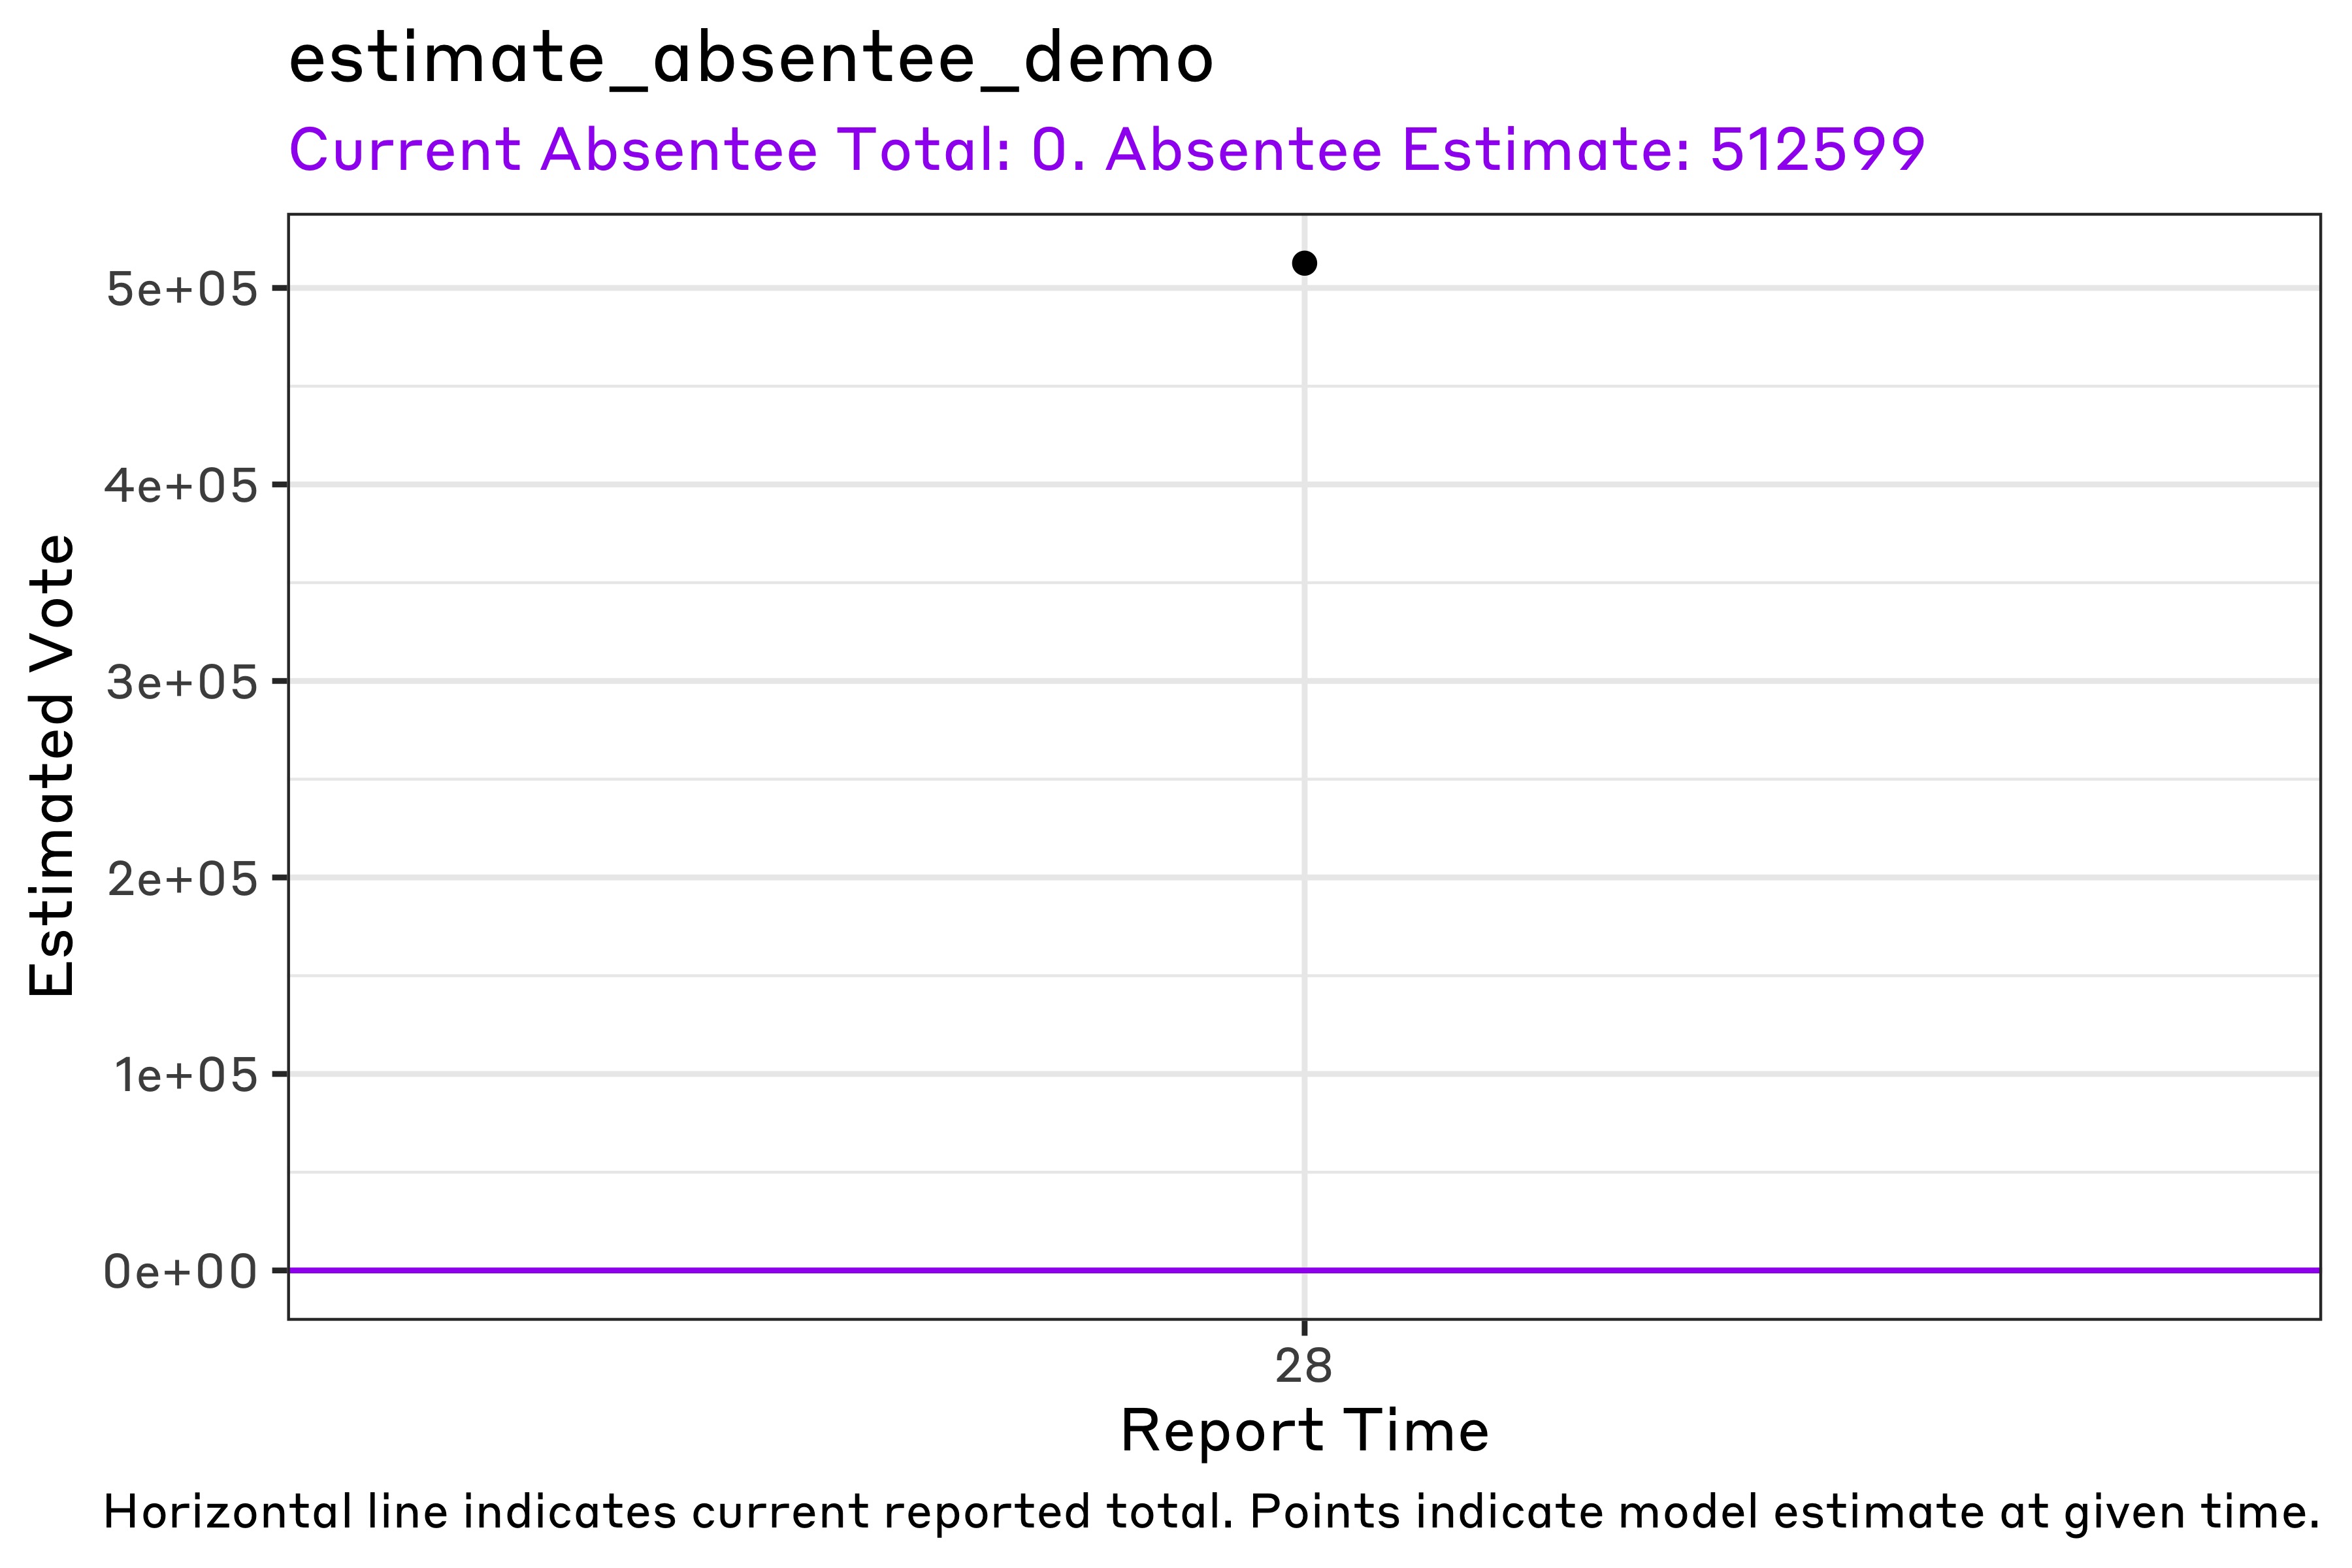 estimate_absentee_demo
Current Absentee Total: 0. Absentee Estimate: 512599
5e+05
4e+05
3e+05
2e+05
1e+05
0e+00
Estimated Vote
28
Report Time
Horizontal line indicates current reported total. Points indicate model estimate at given time.